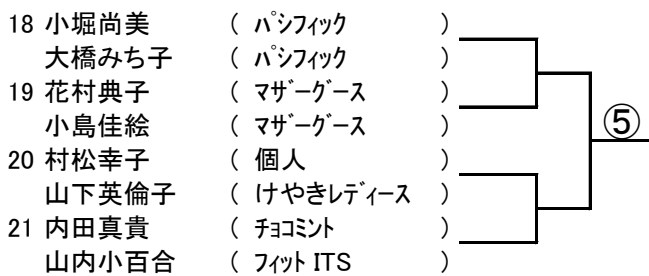 18 小堀尚美 ( パシフィック )
大橋みち子 ( パシフィック )
19 花村典子 ( マザーグース )
小島佳絵 ( マザーグース )
⑤
20 村松幸子 ( 個人 )
山下英倫子 ( けやきレディース )
21 内田真貴 ( チョコミント )
山内小百合 ( フィット ITS )